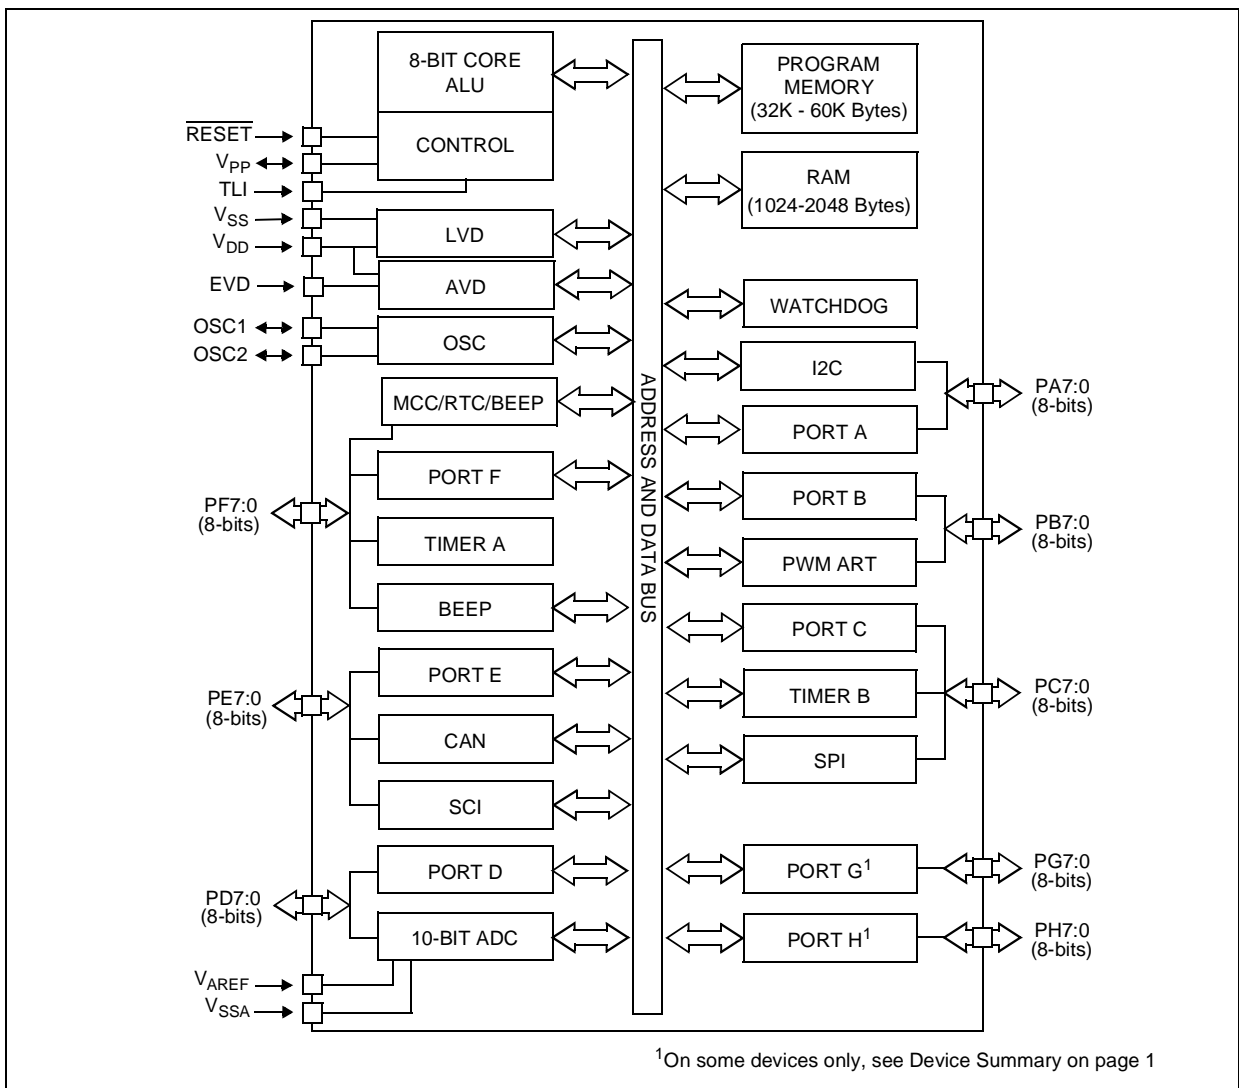 8-BIT CORE
ALU
CONTROL
RESET
VPP
TLI
VSS
VDD
EVD
OSC1
OSC2
LVD
AVD
OSC
MCC/RTC/BEEP
PORT F
TIMER A
BEEP
PF7:0
(8-bits)
PORT E
CAN
SCI
PE7:0
(8-bits)
PORT D
10-BIT ADC
PD7:0
(8-bits)
VAREF
VSSA
ADDRESS AND DATA BUS
PROGRAM
MEMORY
(32K - 60K Bytes)
RAM
(1024-2048 Bytes)
WATCHDOG
I2C
PORT A
PA7:0
(8-bits)
PORT B
PWM ART
PB7:0
(8-bits)
PORT C
TIMER B
SPI
PC7:0
(8-bits)
PORT G1
PG7:0
(8-bits)
PORT H1
PH7:0
(8-bits)
1On some devices only, see Device Summary on page 1